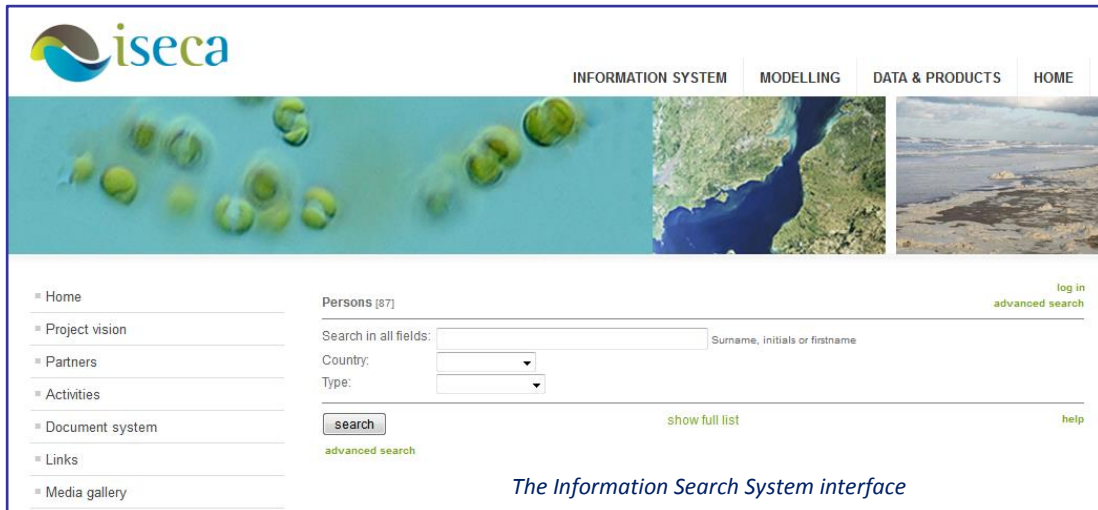 iseca
INFORMATION SYSTEM MODELLING DATA & PRODUCTS HOME
Home
Project vision
Partners
Activities
Document system
Links
Media gallery
log in
Persons [87] advanced search
Search in all fields: Surname, initials or firstname
Country:
Type:
search show full list help
advanced search
The Information Search System interface